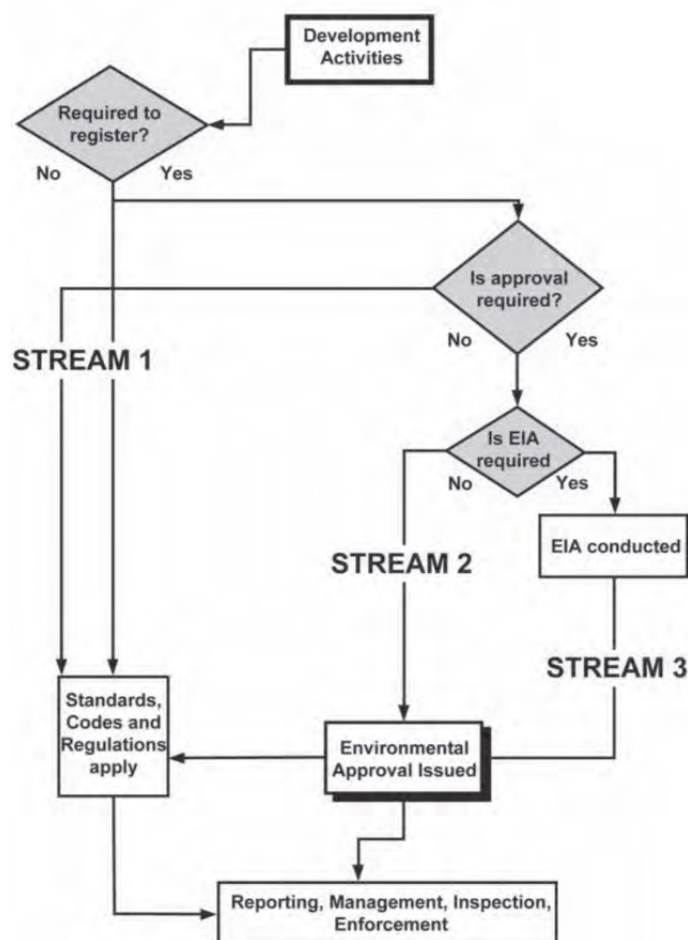 Development
Activities
Required to
register?
No
Yes
Is approval
required?
No
Yes
STREAM 1
Is EIA
required
No
Yes
EIA conducted
STREAM 2
STREAM 3
Standards,
Codes and
Regulations
apply
Environmental
Approval Issued
Reporting, Management, Inspection,
Enforcement